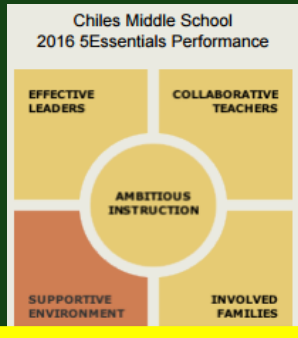 Chiles Middle School
2016 5Essentials Performance
EFFECTIVE
LEADERS
COLLABORATIVE
TEACHERS
AMBITIOUS
INSTRUCTION
SUPPORTIVE
ENVIRONMENT
INVOLVED
FAMILIES